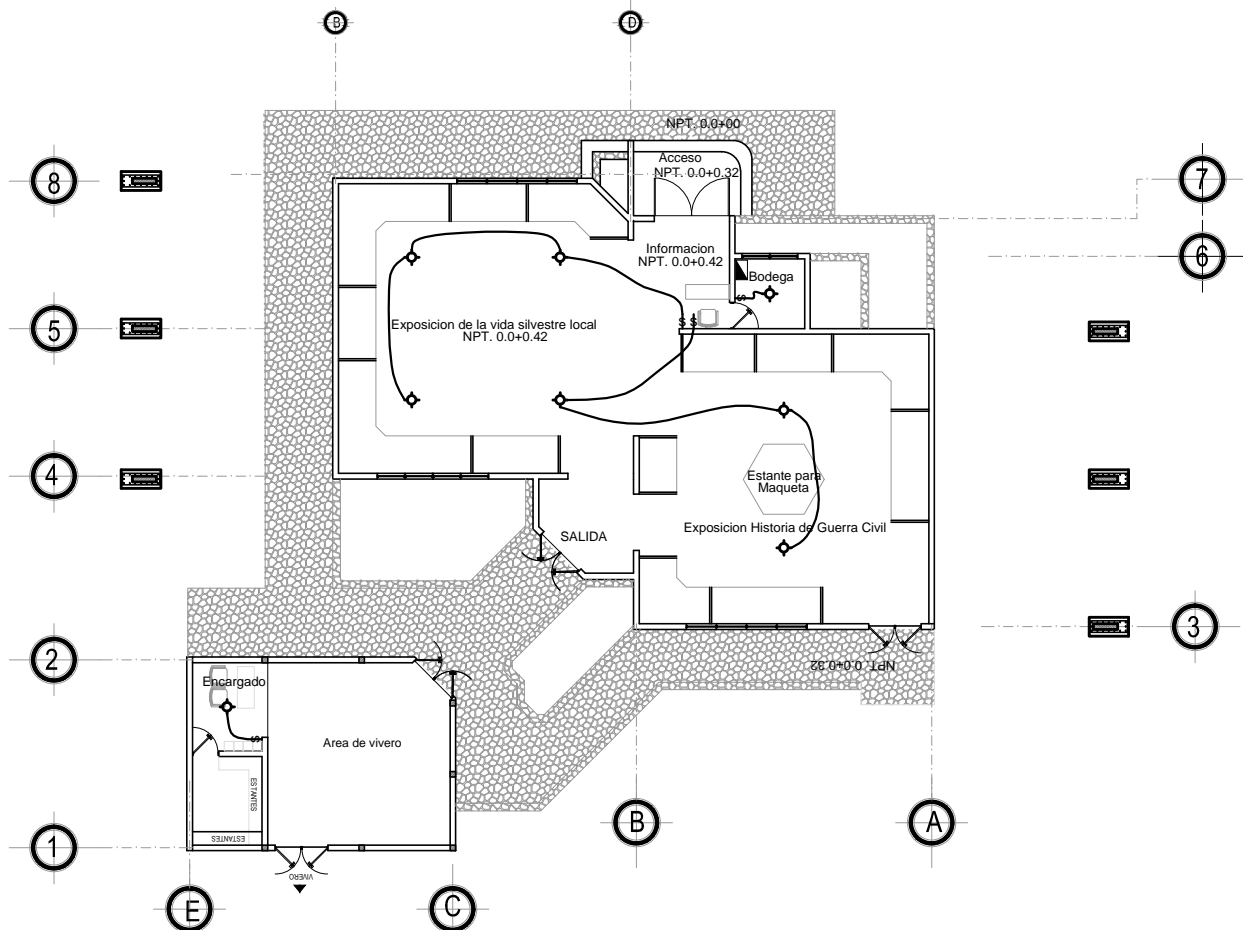 B
D
NPT. 0.0+00
Acceso
NPT. 0.0+0.32
8
7
Informacion
NPT. 0.0+0.42
6
Bodega
$
5
Exposicion de la vida silvestre local
NPT. 0.0+0.42
$ $
4
Estante para
Maqueta
Exposicion Historia de Guerra Civil
SALIDA
3
2
NPT. 0.0+0.32
Encargado
$
Area de vivero
ESTANTES
ESTANTES
1
B
A
VIVERO
E
C